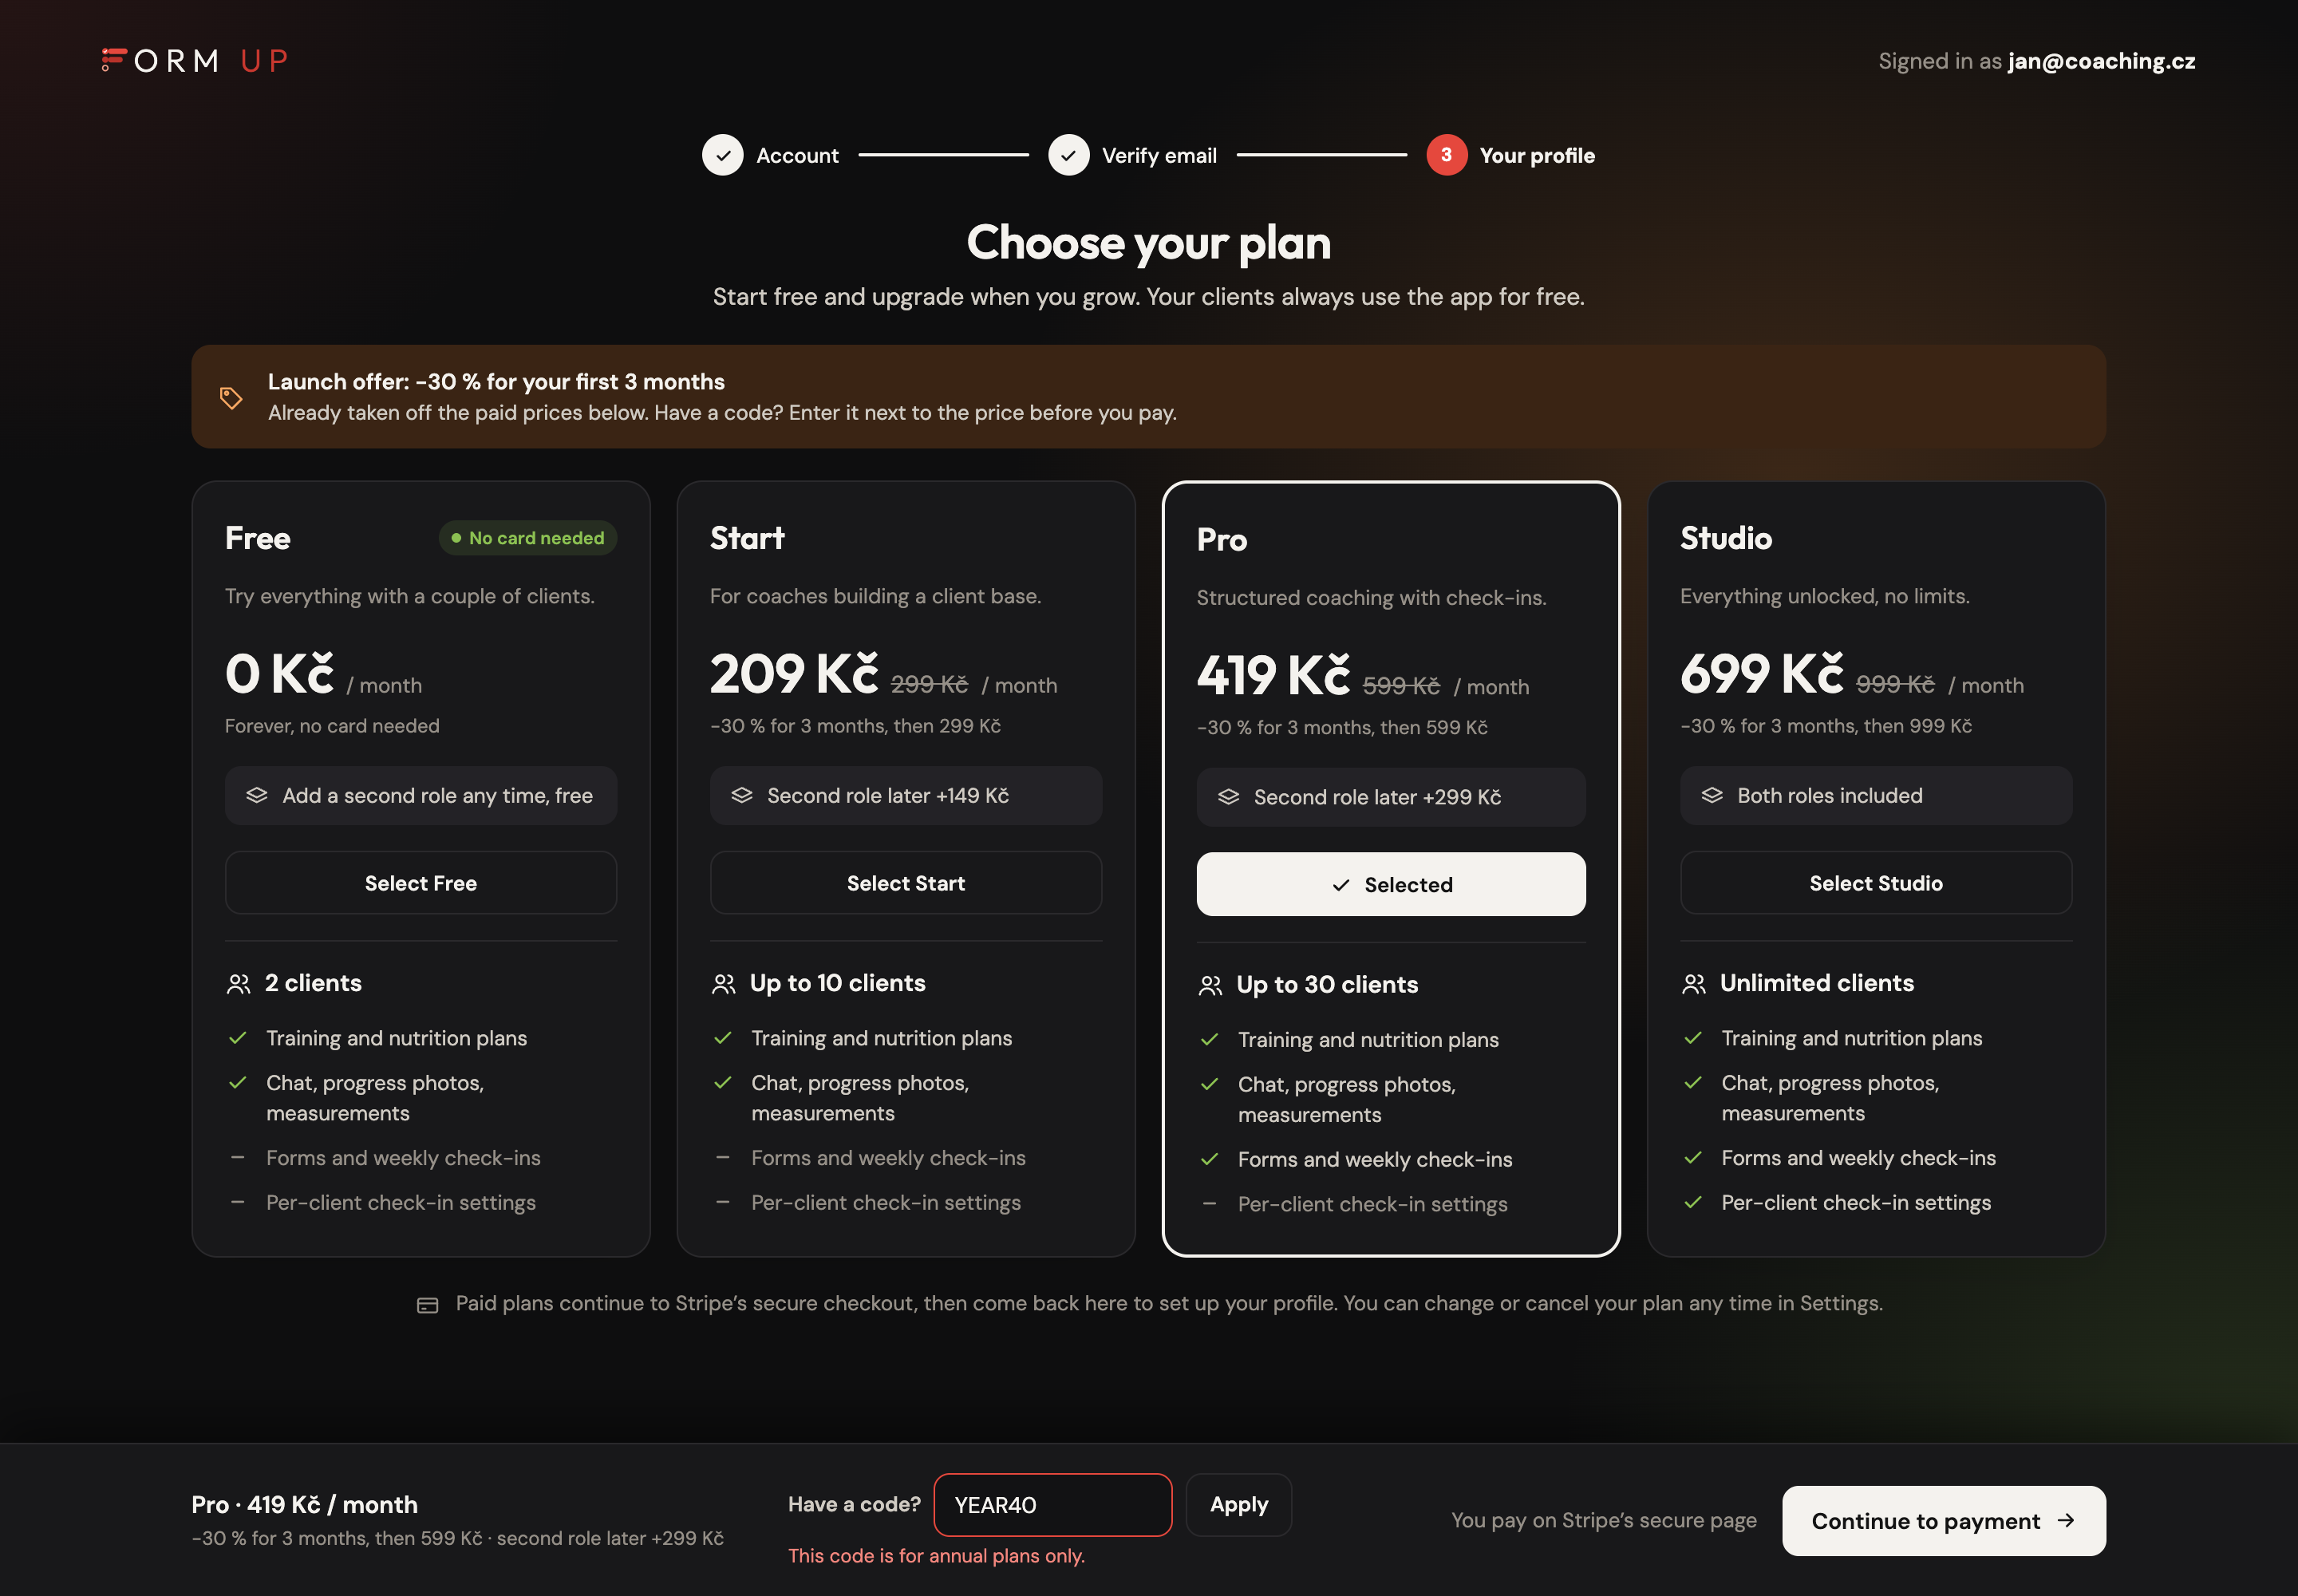 FORM UP
Signed in as jan@coaching.cz
Account
Verify email
3 Your profile
Choose your plan
Start free and upgrade when you grow. Your clients always use the app for free.
Launch offer: -30 % for your first 3 months
Already taken off the paid prices below. Have a code? Enter it next to the price before you pay.
Free
No card needed
Try everything with a couple of clients.
0 Kč / month
Forever, no card needed
Add a second role any time, free
Select Free
2 clients
Training and nutrition plans
Chat, progress photos,
measurements
Forms and weekly check-ins
Per-client check-in settings
Start
For coaches building a client base.
209 Kč 299 Kč / month
-30 % for 3 months, then 299 Kč
Second role later +149 Kč
Select Start
Up to 10 clients
Training and nutrition plans
Chat, progress photos,
measurements
Forms and weekly check-ins
Per-client check-in settings
Pro
Structured coaching with check-ins.
419 Kč 599 Kč / month
-30 % for 3 months, then 599 Kč
Second role later +299 Kč
Selected
Up to 30 clients
Training and nutrition plans
Chat, progress photos,
measurements
Forms and weekly check-ins
Per-client check-in settings
Studio
Everything unlocked, no limits.
699 Kč 999 Kč / month
-30 % for 3 months, then 999 Kč
Both roles included
Select Studio
Unlimited clients
Training and nutrition plans
Chat, progress photos,
measurements
Forms and weekly check-ins
Per-client check-in settings
Paid plans continue to Stripe’s secure checkout, then come back here to set up your profile. You can change or cancel your plan any time in Settings.
Pro · 419 Kč / month
-30 % for 3 months, then 599 Kč · second role later +299 Kč
Have a code?
YEAR40
Apply
This code is for annual plans only.
You pay on Stripe’s secure page
Continue to payment